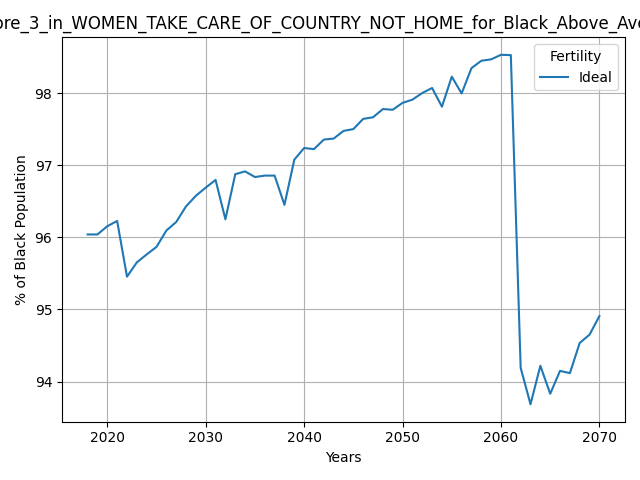 ore_3_in_WOMEN_TAKE_CARE_OF_COUNTRY_NOT_HOME_for_Black_Above_Ave
Fertility
Ideal
% of Black Population
98
97
96
95
94
2020 2030 2040 2050 2060 2070
Years